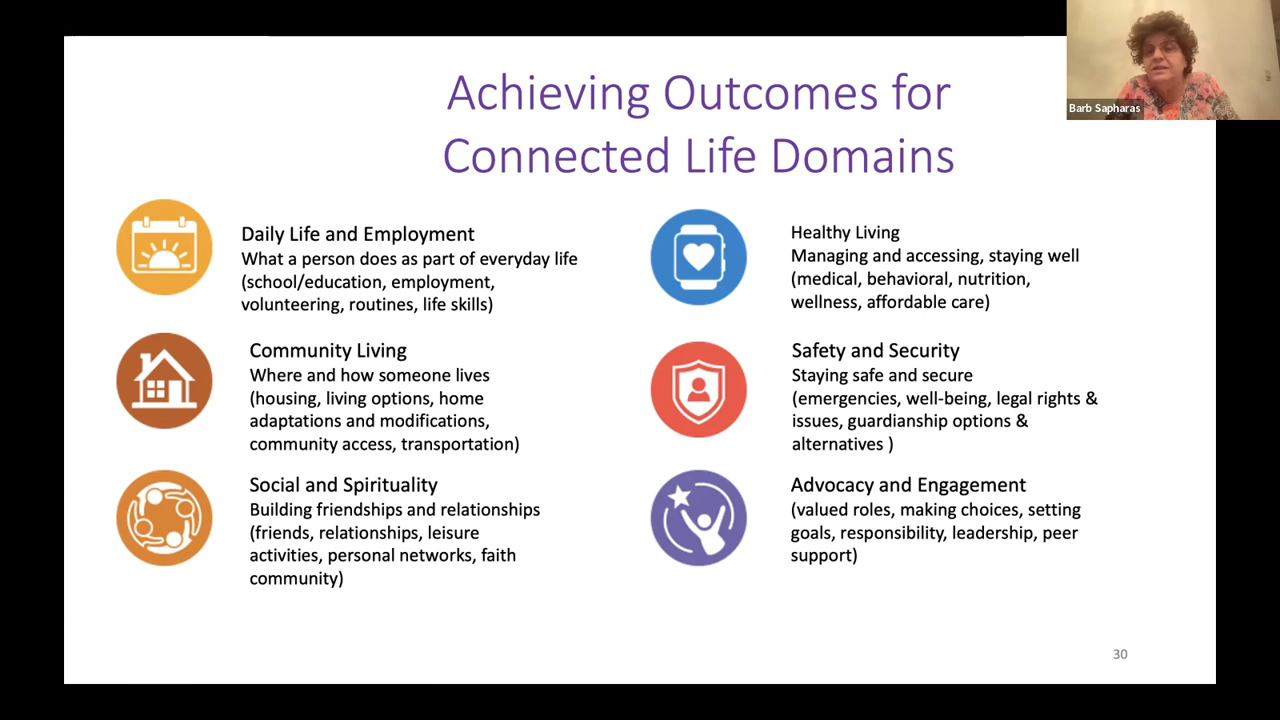 Achieving Outcomes for
Connected Life Domains
Barb Sapharas
Daily Life and Employment
What a person does as part of everyday life
(school/education, employment,
volunteering, routines, life skills)
Community Living
Where and how someone lives
(housing, living options, home
adaptations and modifications,
community access, transportation)
Social and Spirituality
Building friendships and relationships
(friends, relationships, leisure
activities, personal networks, faith
community)
Healthy Living
Managing and accessing, staying well
(medical, behavioral, nutrition,
wellness, affordable care)
Safety and Security
Staying safe and secure
(emergencies, well-being, legal rights &
issues, guardianship options &
alternatives )
Advocacy and Engagement
(valued roles, making choices, setting
goals, responsibility, leadership, peer
support)
30